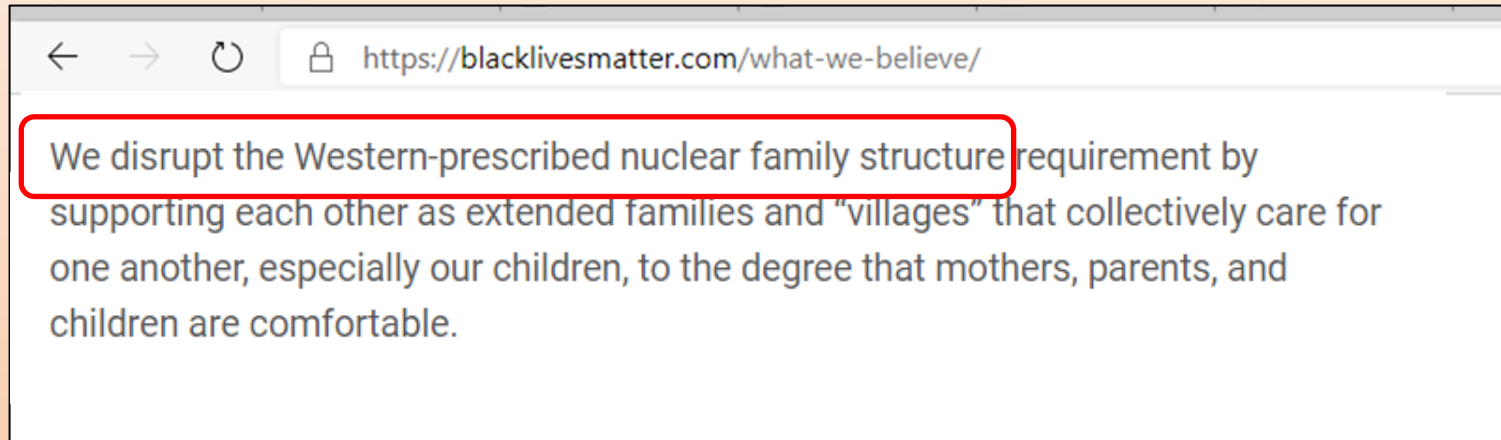 https://blacklivesmatter.com/what-we-believe/
We disrupt the Western-prescribed nuclear family structure requirement by
supporting each other as extended families and “villages” that collectively care for
one another, especially our children, to the degree that mothers, parents, and
children are comfortable.